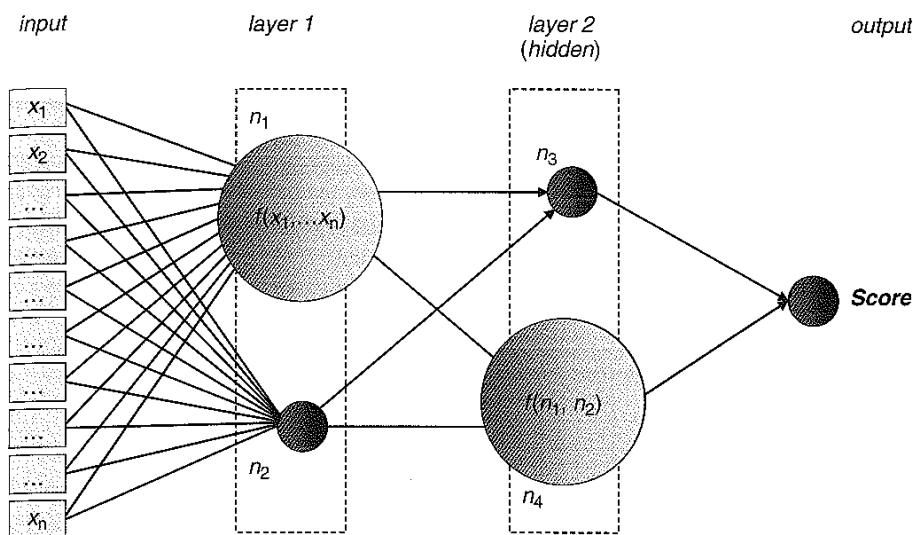 input
layer 1
layer 2
(hidden)
output
x₁
x₂
...
...
...
...
...
...
...
xₙ
n₁
f(x₁,...xₙ)
n₂
n₃
f(n₁, n₂)
n₄
Score